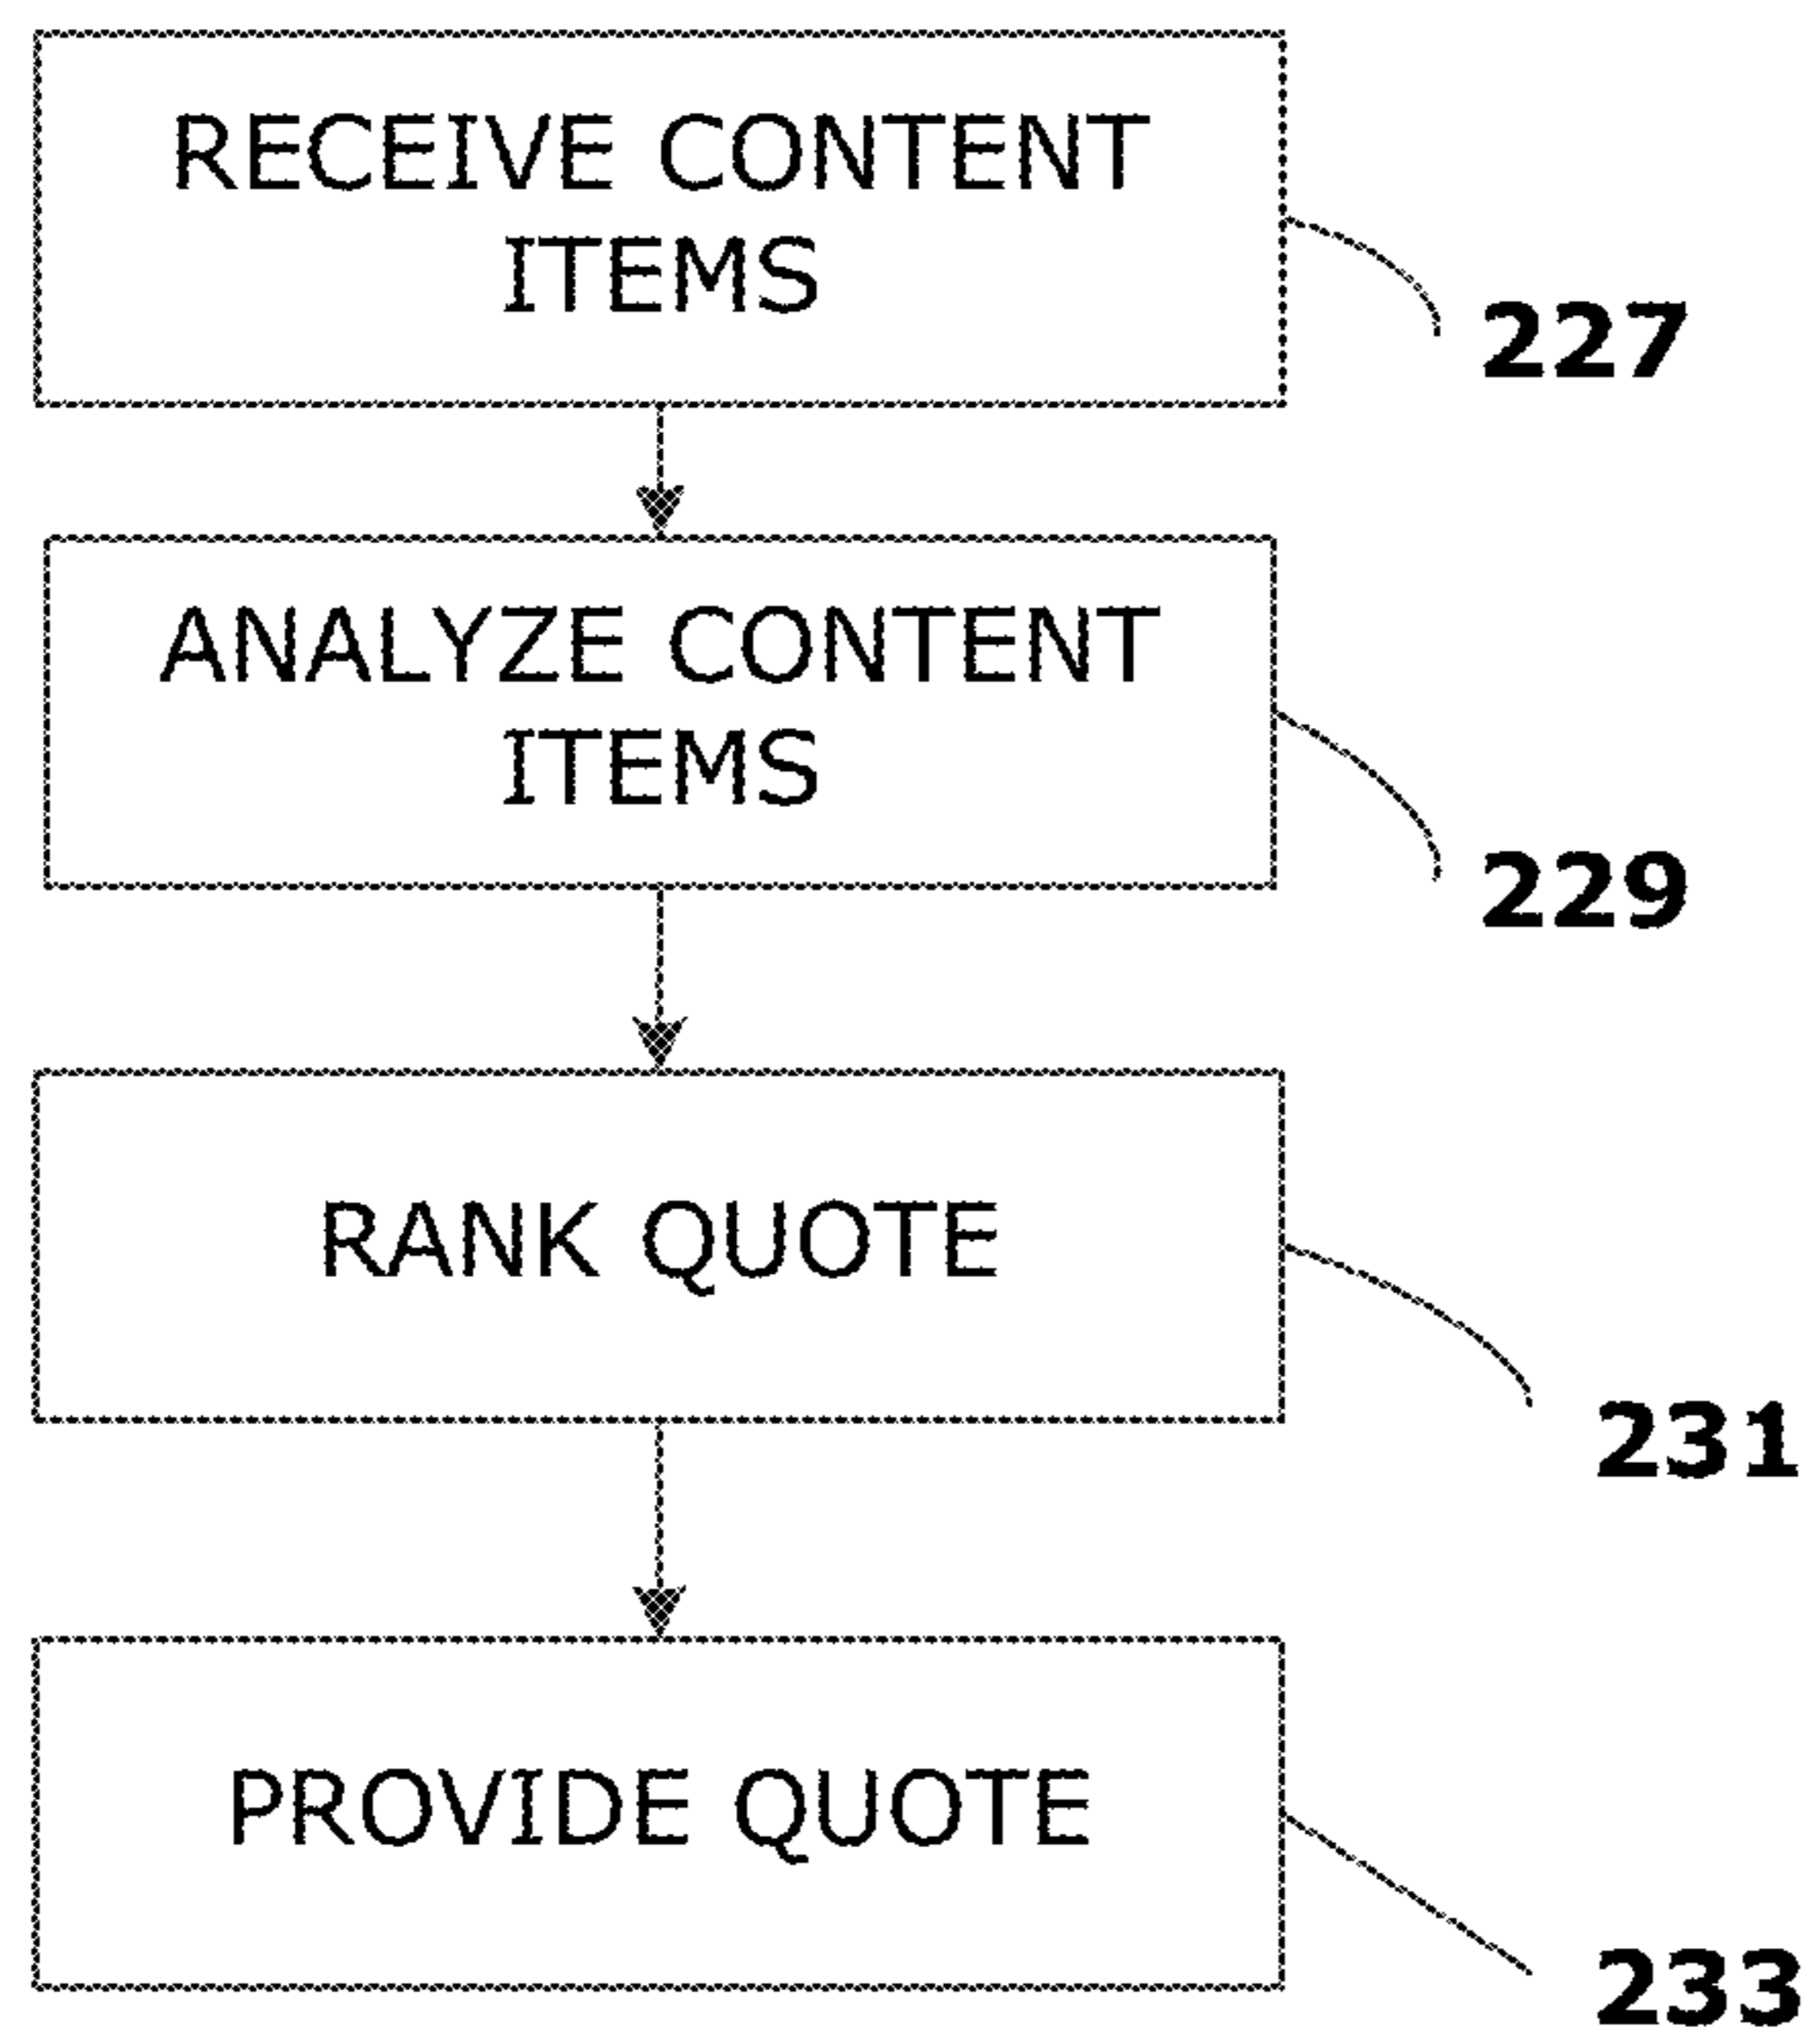 RECEIVE CONTENT
ITEMS
227
ANALYZE CONTENT
ITEMS
229
RANK QUOTE
231
PROVIDE QUOTE
233